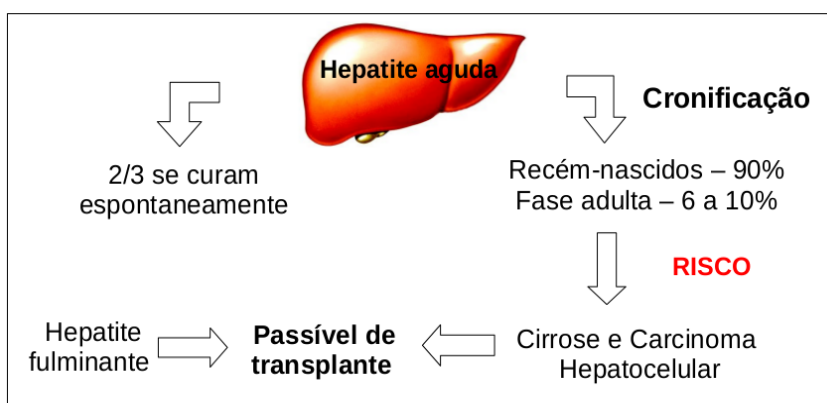 Hepatite aguda
Cronificação
2/3 se curam
espontaneamente
Recém-nascidos – 90%
Fase adulta – 6 a 10%
RISCO
Hepatite
fulminante
Passível de
transplante
Cirrose e Carcinoma
Hepatocelular